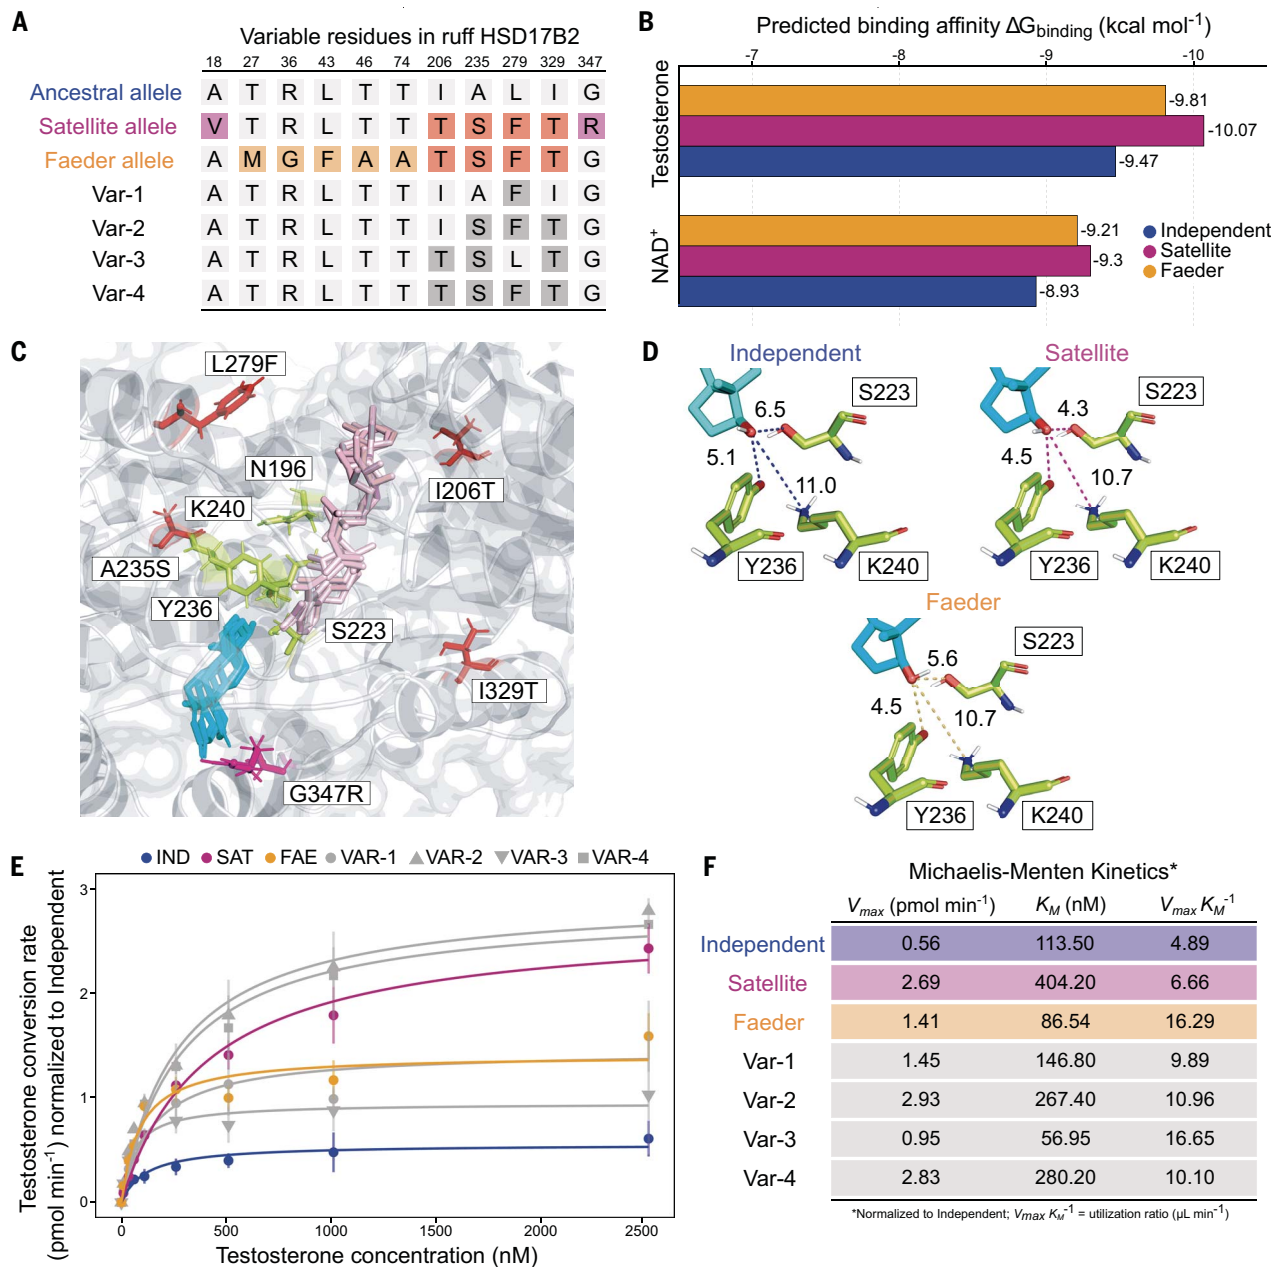 A
Variable residues in ruff HSD17B2
18 27 36 43 46 74 206 235 279 329 347
Ancestral allele A T R L T T I A L I G
Satellite allele V T R L T T T S F T R
Faeder allele A M G F A A T S F T G
Var-1 A T R L T T I A F I G
Var-2 A T R L T T I S F T G
Var-3 A T R L T T T S L T G
Var-4 A T R L T T T S F T G
B
Predicted binding affinity ΔGbinding (kcal mol-1)
-7 -8 -9 -10
Testosterone
-9.81
-10.07
-9.47
NAD+
-9.21
-9.3
-8.93
Independent
Satellite
Faeder
C
L279F
N196
I206T
K240
A235S
Y236
S223
I329T
G347R
D
Independent
S223
6.5
5.1
11.0
Y236
K240
Satellite
S223
4.3
4.5
10.7
Y236
K240
Faeder
S223
5.6
4.5
10.7
Y236
K240
E
IND SAT FAE VAR-1 VAR-2 VAR-3 VAR-4
Testosterone conversion rate
(pmol min-1) normalized to Independent
3
2
1
0
0 500 1000 1500 2000 2500
Testosterone concentration (nM)
F
Michaelis-Menten Kinetics*
Vmax (pmol min-1) KM (nM) Vmax KM-1
Independent 0.56 113.50 4.89
Satellite 2.69 404.20 6.66
Faeder 1.41 86.54 16.29
Var-1 1.45 146.80 9.89
Var-2 2.93 267.40 10.96
Var-3 0.95 56.95 16.65
Var-4 2.83 280.20 10.10
*Normalized to Independent; Vmax KM-1 = utilization ratio (µL min-1)